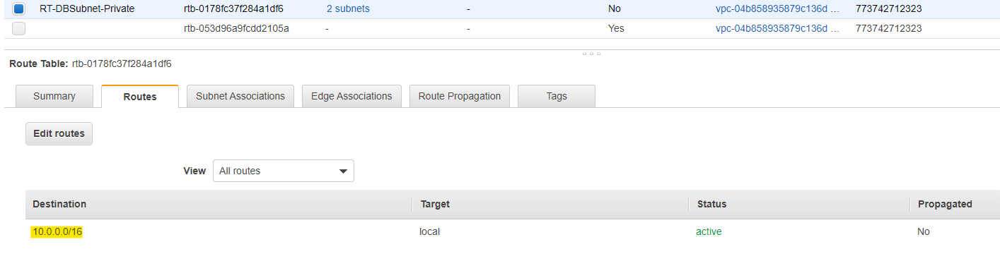 RT-DBSubnet-Private rtb-0178fc37f284a1df6 2 subnets - No vpc-04b858935879c136d ... 773742712323
rtb-053d96a9fcdd2105a - - Yes vpc-04b858935879c136d ... 773742712323
Route Table: rtb-0178fc37f284a1df6
Summary Routes Subnet Associations Edge Associations Route Propagation Tags
Edit routes
View All routes
Destination Target Status Propagated
10.0.0.0/16 local active No